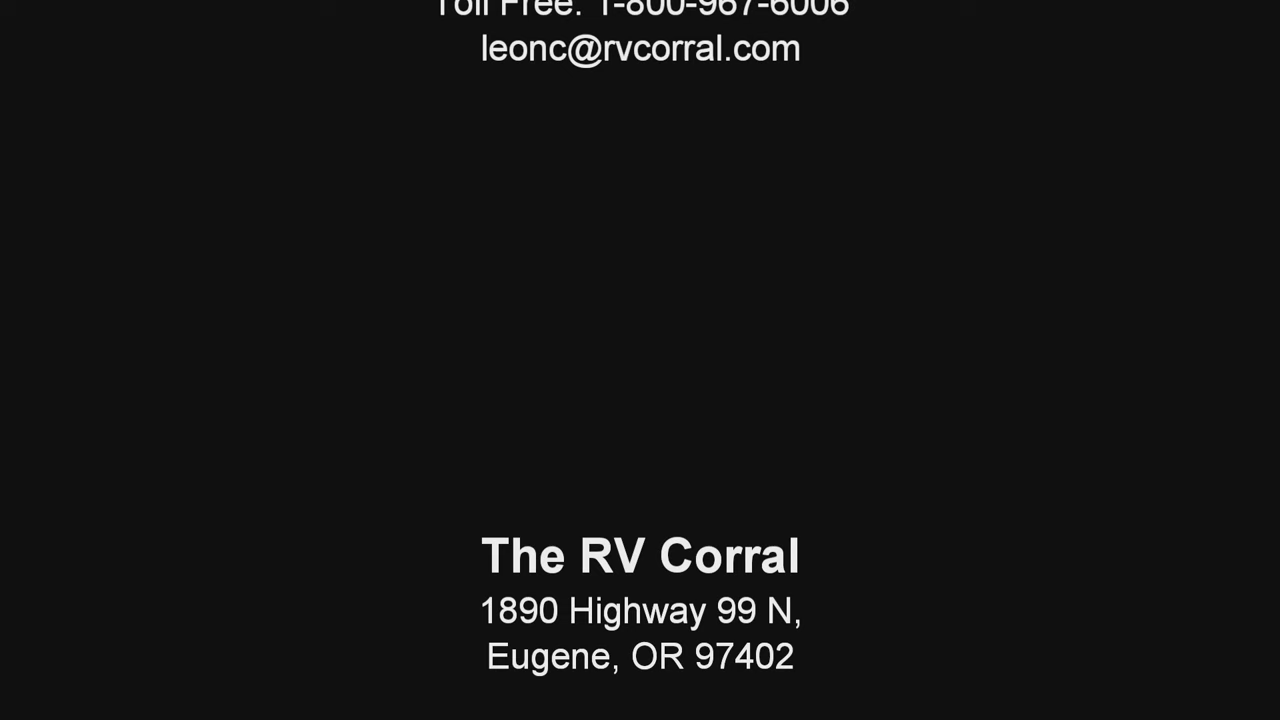 Toll Free: 1-800-967-6006
leonc@rvcorral.com
The RV Corral
1890 Highway 99 N,
Eugene, OR 97402